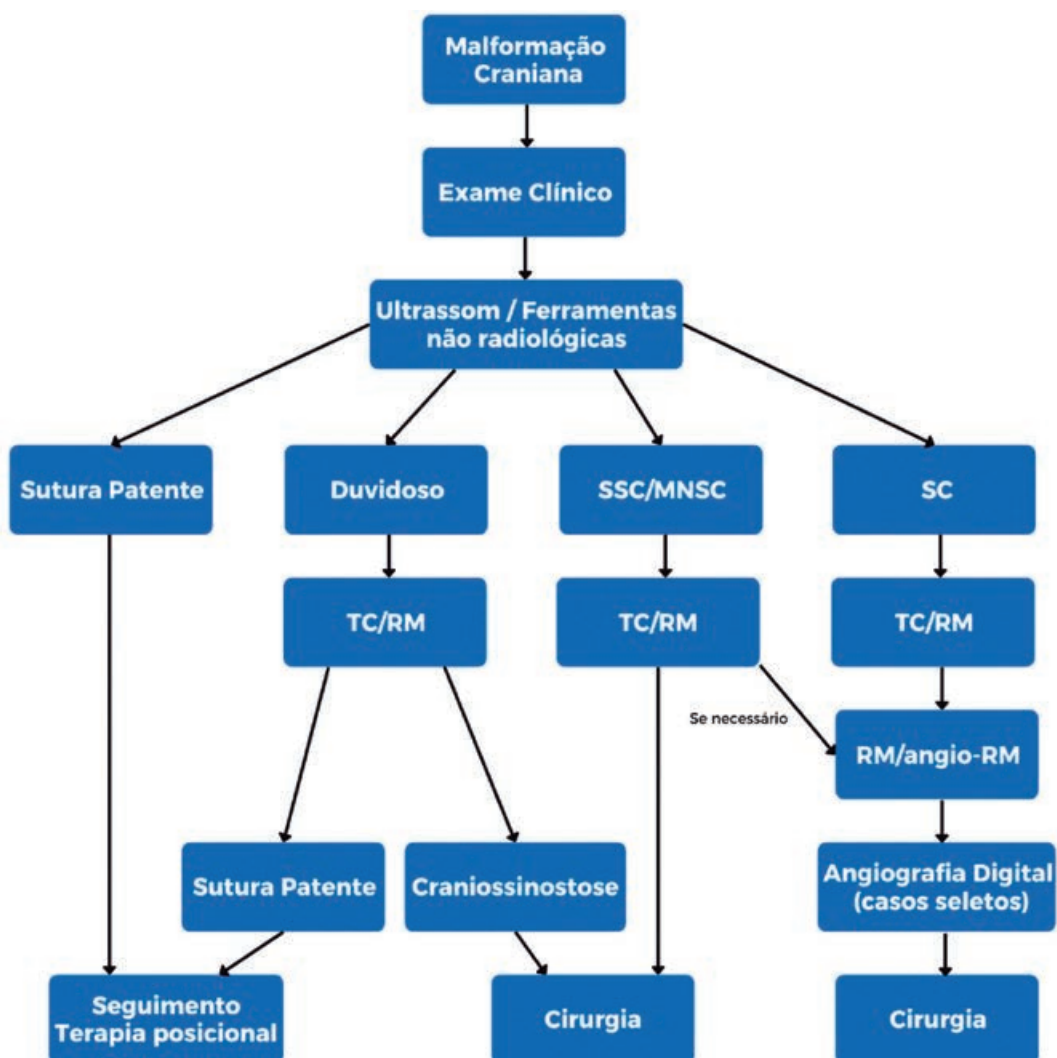 Malformação
Craniana
Exame Clínico
Ultrassom / Ferramentas
não radiológicas
Sutura Patente
Duvidoso
SSC/MNSC
SC
TC/RM
TC/RM
TC/RM
Se necessário
RM/angio-RM
Sutura Patente
Craniossinostose
Angiografia Digital
(casos seletos)
Seguimento
Terapia posicional
Cirurgia
Cirurgia